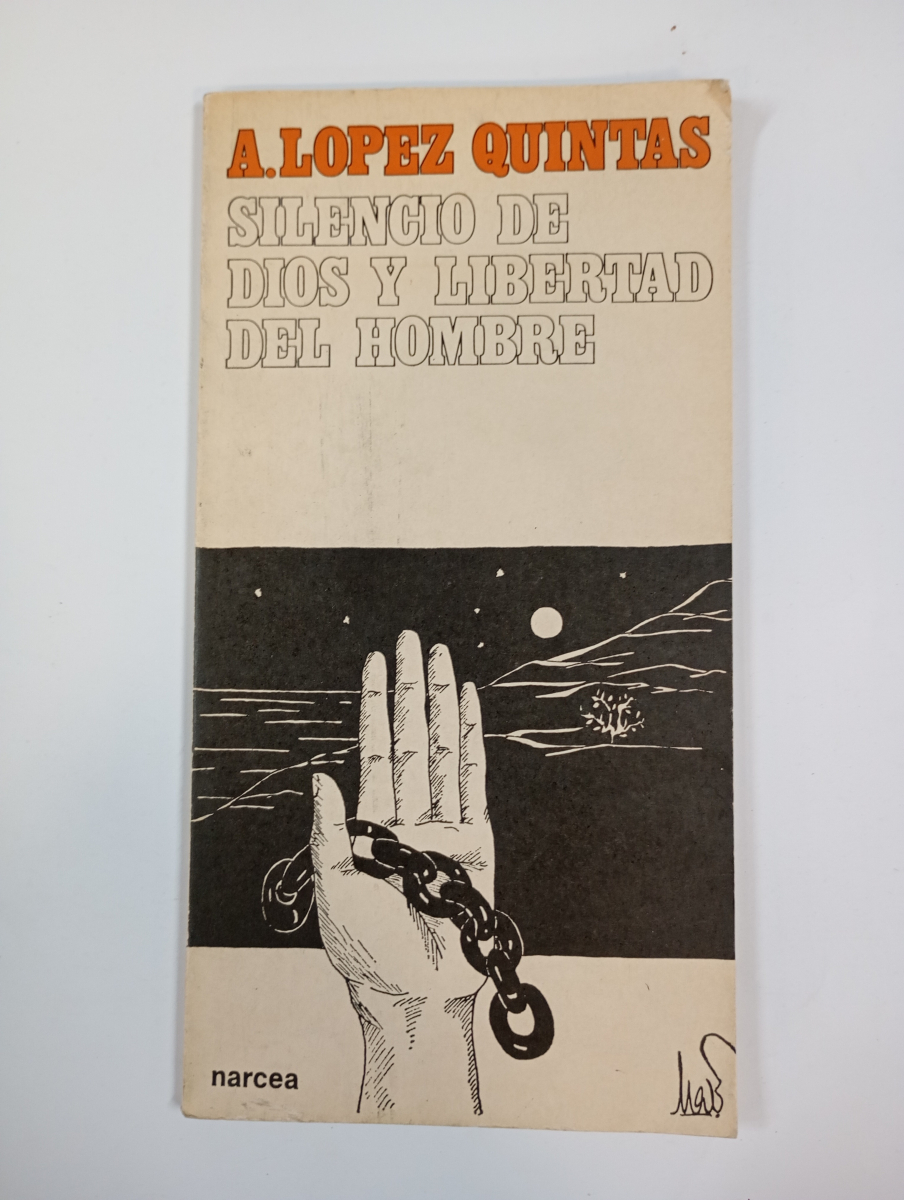 A. LOPEZ QUINTAS
SILENCIO DE
DIOS Y LIBERTAD
DEL HOMBRE
narcea